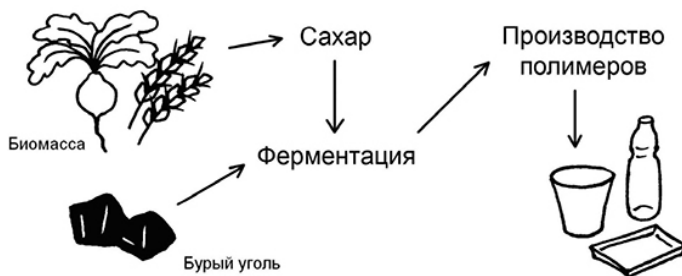 Сахар
Производство
полимеров
Биомасса
Ферментация
Бурый уголь